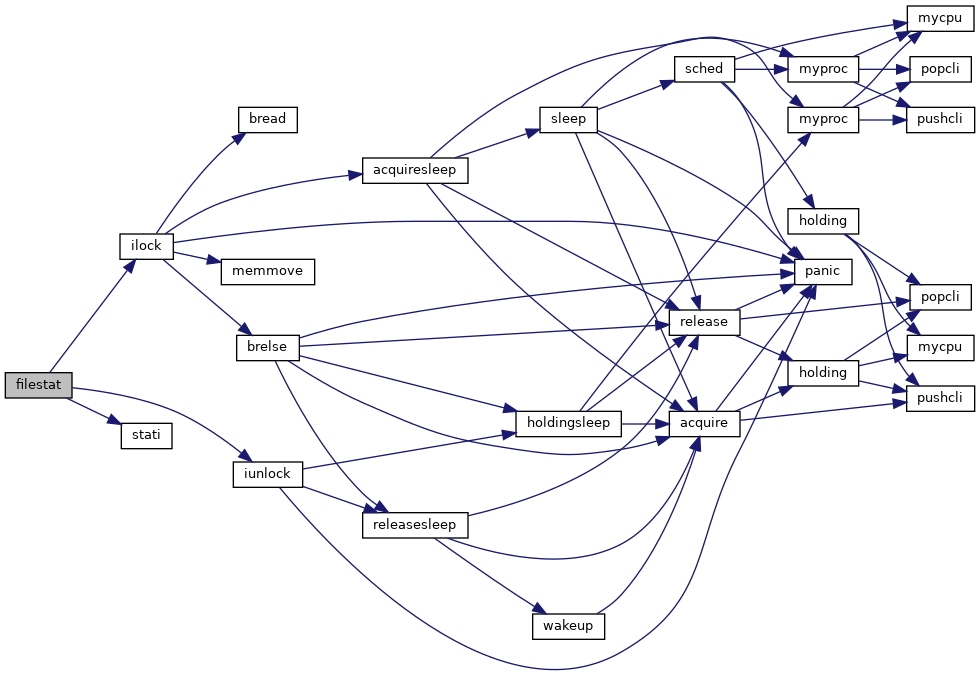 mycpu
sched
myproc
popcli
bread
sleep
myproc
pushcli
acquiresleep
holding
ilock
memmove
panic
popcli
release
brelse
mycpu
holding
filestat
pushcli
stati
holdingsleep
acquire
iunlock
releasesleep
wakeup